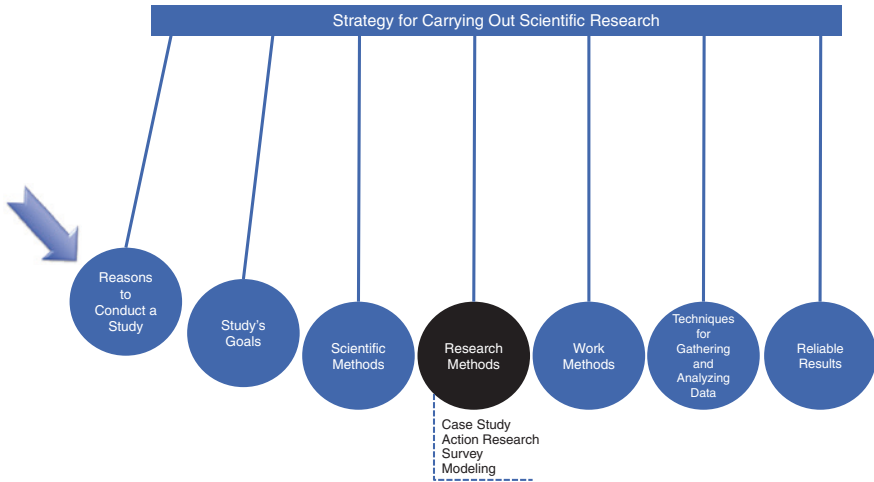 Strategy for Carrying Out Scientific Research
Reasons
to
Conduct a
Study
Study's
Goals
Scientific
Methods
Research
Methods
Work
Methods
Techniques
for
Gathering
and
Analyzing
Data
Reliable
Results
Case Study
Action Research
Survey
Modeling